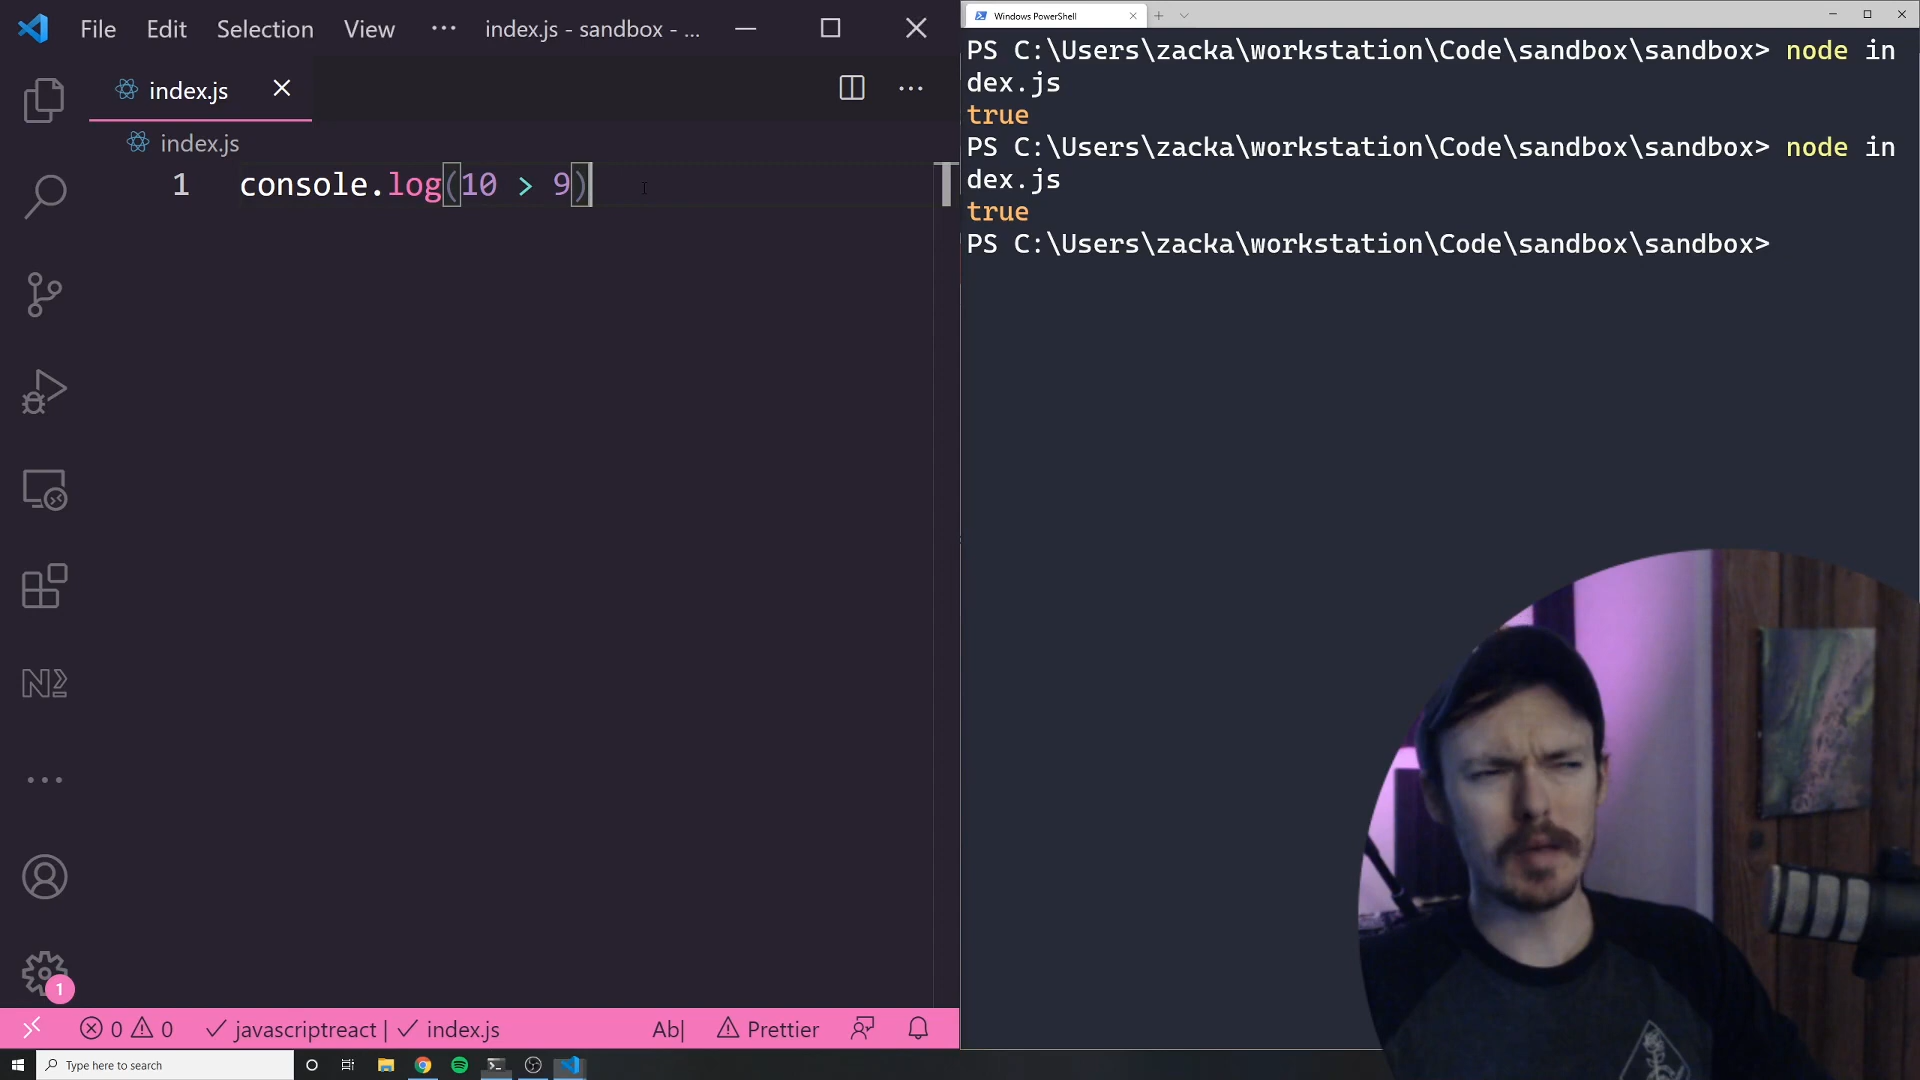 File Edit Selection View ··· index.js - sandbox - ...
index.js
index.js
1 console.log(10 > 9)
1
0 0 javascriptreact | index.js Ab| Prettier
Type here to search
Windows PowerShell
PS C:\Users\zacka\workstation\Code\sandbox\sandbox> node in
dex.js
true
PS C:\Users\zacka\workstation\Code\sandbox\sandbox> node in
dex.js
true
PS C:\Users\zacka\workstation\Code\sandbox\sandbox>